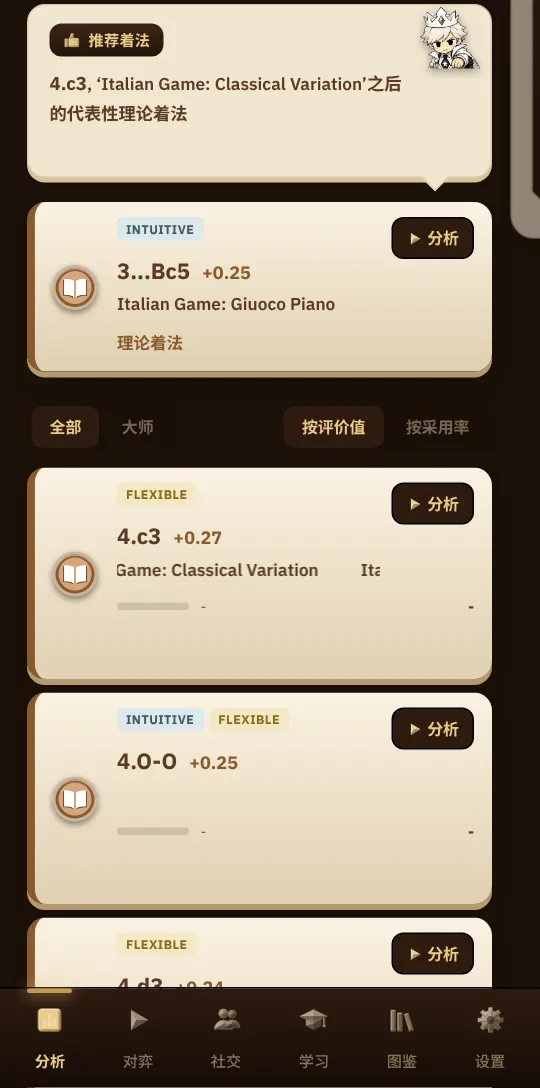 推荐着法
4.c3, ‘Italian Game: Classical Variation’之后
的代表性理论着法
INTUITIVE
分析
3...Bc5 +0.25
Italian Game: Giuoco Piano
理论着法
全部 大师 按评价值 按采用率
FLEXIBLE
分析
4.c3 +0.27
Game: Classical Variation Ita
- -
INTUITIVE FLEXIBLE
分析
4.O-O +0.25
- -
FLEXIBLE
分析
4.d3 +0.24
分析 对弈 社交 学习 图鉴 设置